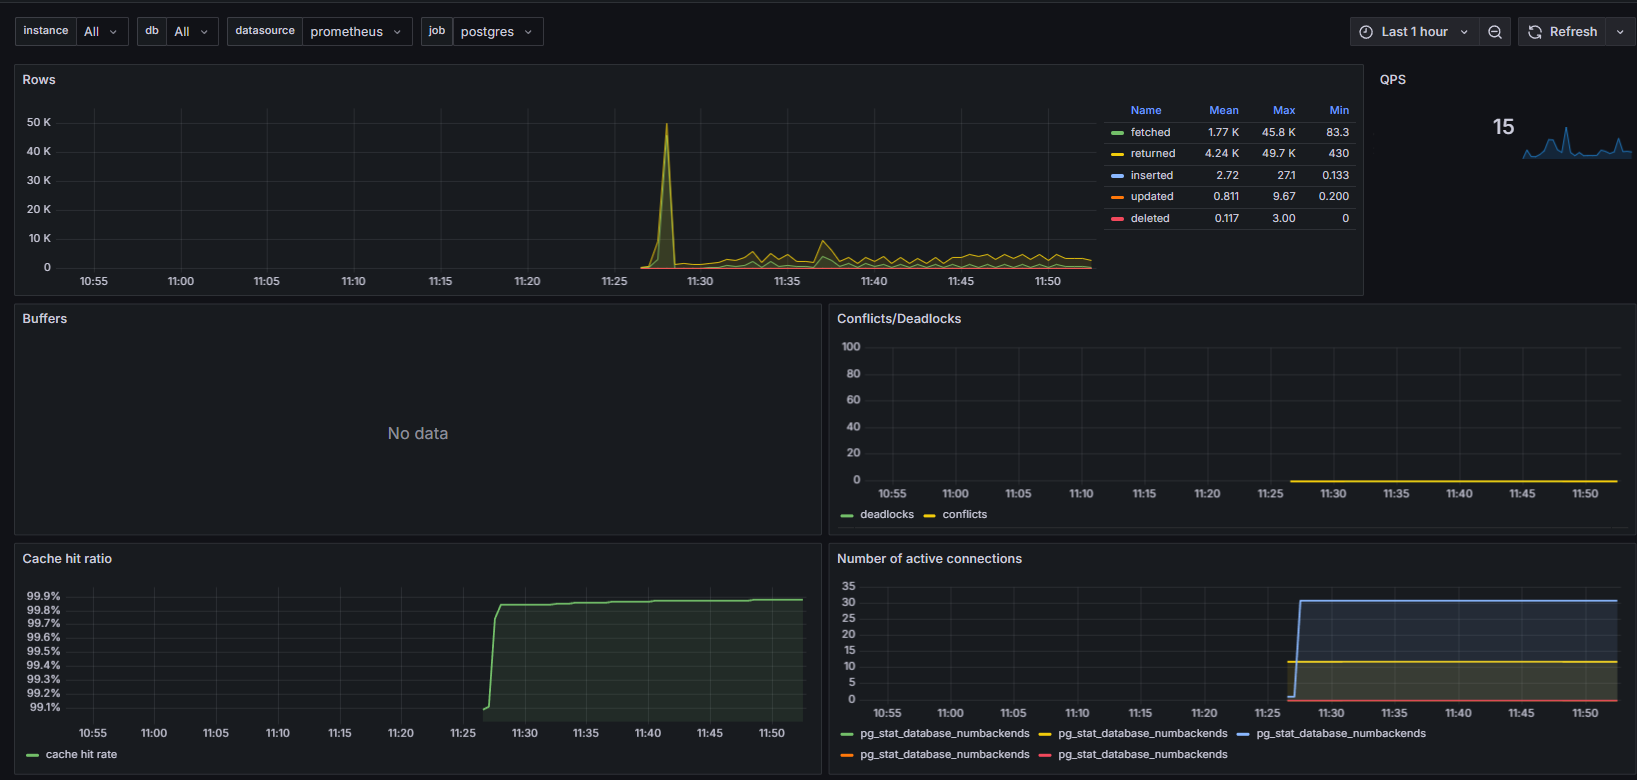 instance All db All datasource prometheus job postgres Last 1 hour Refresh
Rows
50 K
40 K
30 K
20 K
10 K
0
10:55 11:00 11:05 11:10 11:15 11:20 11:25 11:30 11:35 11:40 11:45 11:50
Name Mean Max Min
fetched 1.77 K 45.8 K 83.3
returned 4.24 K 49.7 K 430
inserted 2.72 27.1 0.133
updated 0.811 9.67 0.200
deleted 0.117 3.00 0
QPS
15
Buffers
No data
Conflicts/Deadlocks
100
80
60
40
20
0
10:55 11:00 11:05 11:10 11:15 11:20 11:25 11:30 11:35 11:40 11:45 11:50
deadlocks conflicts
Cache hit ratio
99.9%
99.8%
99.7%
99.6%
99.5%
99.4%
99.3%
99.2%
99.1%
10:55 11:00 11:05 11:10 11:15 11:20 11:25 11:30 11:35 11:40 11:45 11:50
cache hit rate
Number of active connections
35
30
25
20
15
10
5
0
10:55 11:00 11:05 11:10 11:15 11:20 11:25 11:30 11:35 11:40 11:45 11:50
pg_stat_database_numbackends pg_stat_database_numbackends pg_stat_database_numbackends
pg_stat_database_numbackends pg_stat_database_numbackends